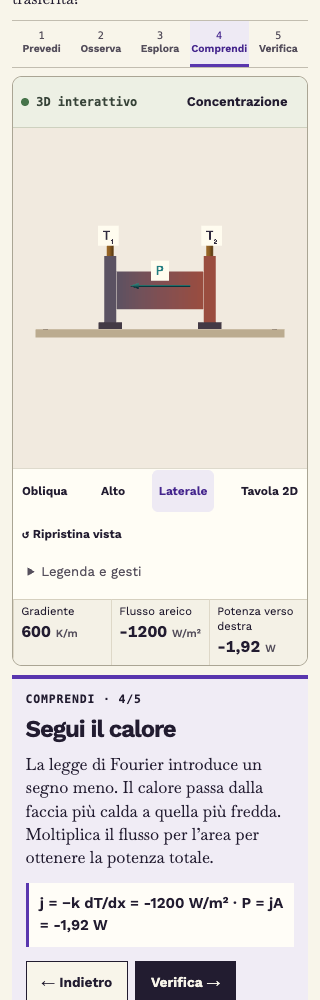 1 2 3 4 5
Prevedi Osserva Esplora Comprendi Verifica
3D interattivo Concentrazione
T₁ T₂
P
Obliqua Alto Laterale Tavola 2D
↺ Ripristina vista
▶ Legenda e gesti
Gradiente Flusso areico Potenza verso
destra
600 K/m -1200 W/m² -1,92 W
COMPRENDI · 4/5
Segui il calore
La legge di Fourier introduce un
segno meno. Il calore passa dalla
faccia più calda a quella più fredda.
Moltiplica il flusso per l’area per
ottenere la potenza totale.
j = −k dT/dx = -1200 W/m² · P = jA
= -1,92 W
← Indietro Verifica →